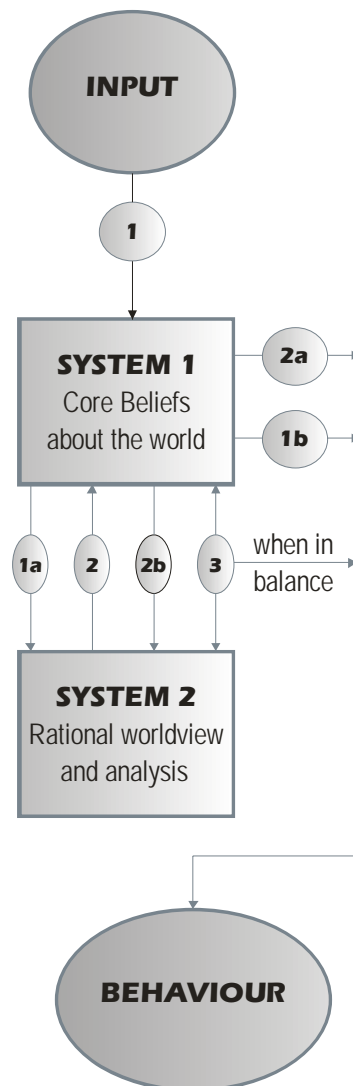 INPUT
1
SYSTEM 1
Core Beliefs
about the world
2a
1b
1a
2
2b
3
when in
balance
SYSTEM 2
Rational worldview
and analysis
BEHAVIOUR